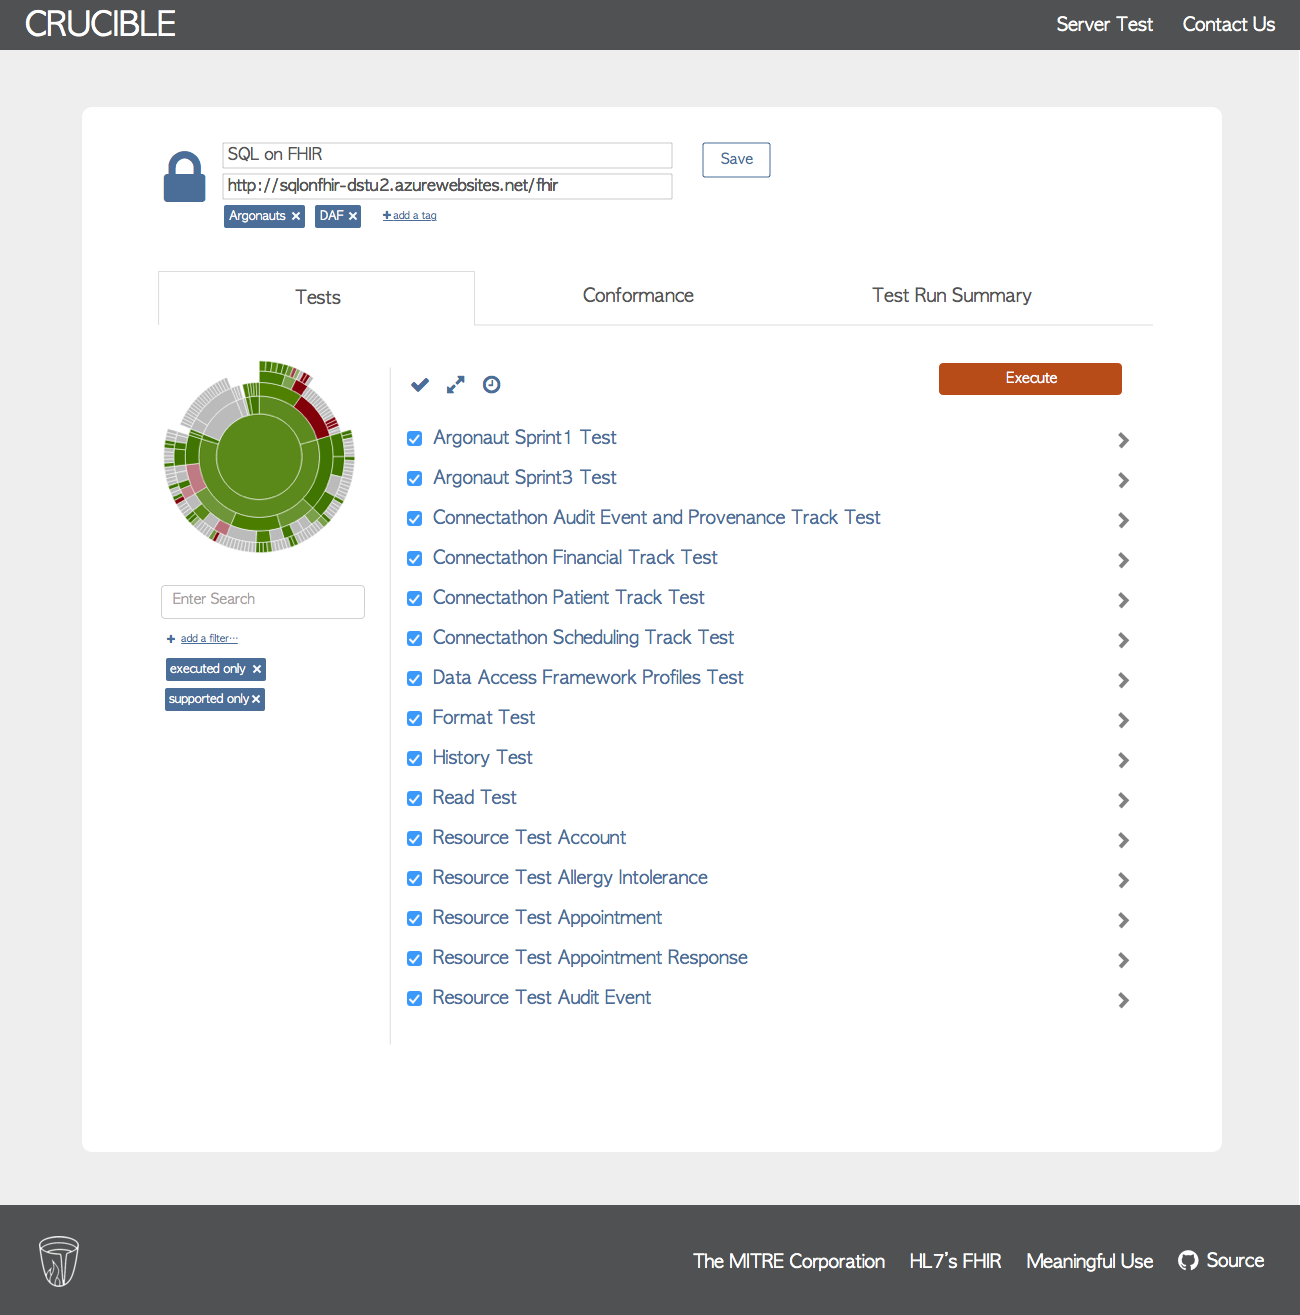 CRUCIBLE
Server Test
Contact Us
SQL on FHIR
Save
http://sqlonfhir-dstu2.azurewebsites.net/fhir
Argonauts
DAF
add a tag
Tests
Conformance
Test Run Summary
Execute
Argonaut Sprint1 Test
Argonaut Sprint3 Test
Connectathon Audit Event and Provenance Track Test
Connectathon Financial Track Test
Connectathon Patient Track Test
Connectathon Scheduling Track Test
Data Access Framework Profiles Test
Format Test
History Test
Read Test
Resource Test Account
Resource Test Allergy Intolerance
Resource Test Appointment
Resource Test Appointment Response
Resource Test Audit Event
Enter Search
add a filter…
executed only
supported only
The MITRE Corporation
HL7's FHIR
Meaningful Use
Source